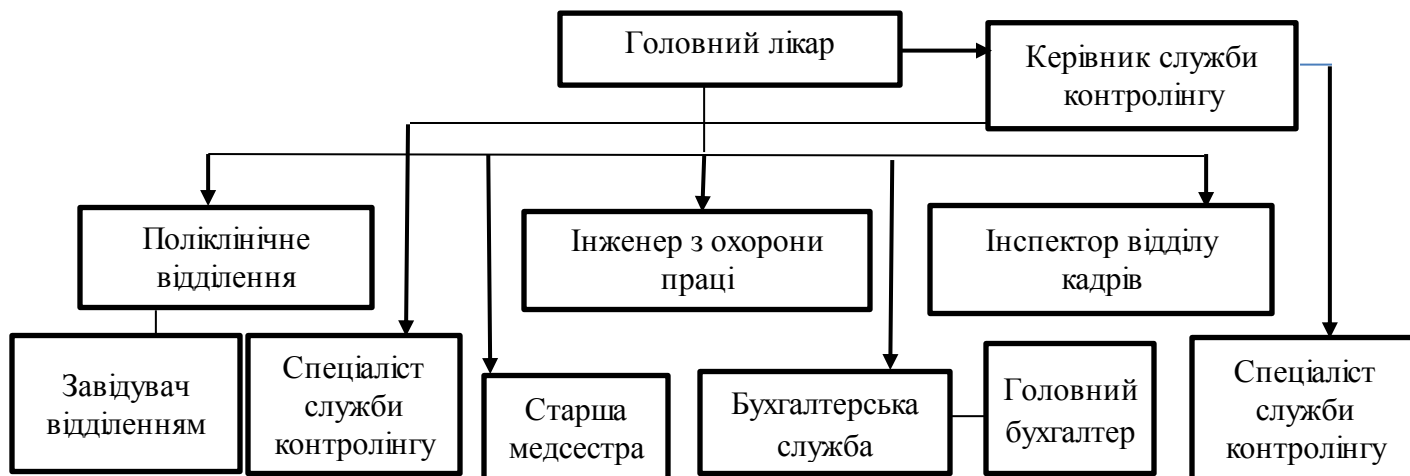 Головний лікар
Керівник служби
контролінгу
Поліклінічне
відділення
Інженер з охорони
праці
Інспектор відділу
кадрів
Завідувач
відділенням
Спеціаліст
служби
контролінгу
Старша
медсестра
Бухгалтерська
служба
Головний
бухгалтер
Спеціаліст
служби
контролінгу